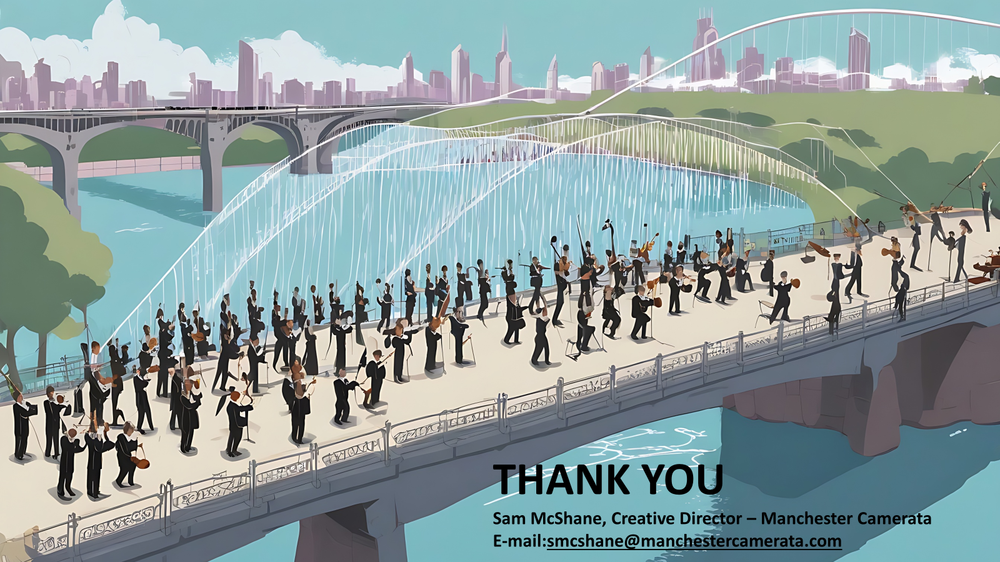 THANK YOU
Sam McShane, Creative Director – Manchester Camerata
E-mail:smcshane@manchestercamerata.com